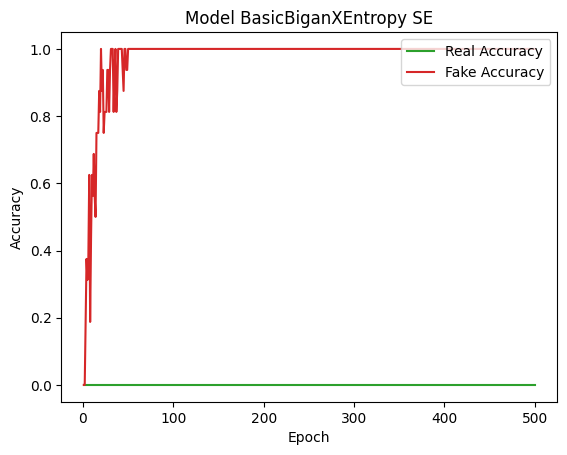 Model BasicBiganXEntropy SE
Real Accuracy
Fake Accuracy
Accuracy
1.0
0.8
0.6
0.4
0.2
0.0
0 100 200 300 400 500
Epoch